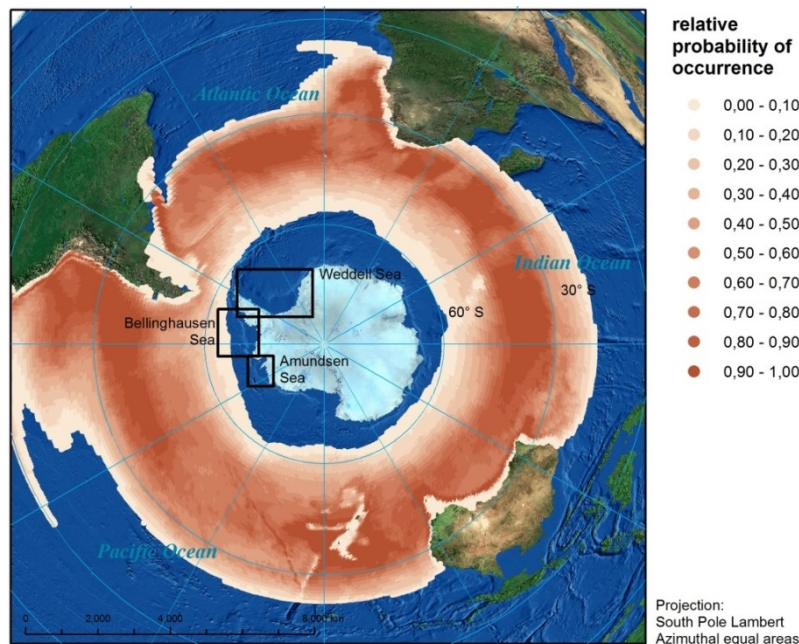 relative
probability of
occurrence
0,00 - 0,10
0,10 - 0,20
0,20 - 0,30
0,30 - 0,40
0,40 - 0,50
0,50 - 0,60
0,60 - 0,70
0,70 - 0,80
0,80 - 0,90
0,90 - 1,00
Atlantic Ocean
Indian Ocean
Weddell Sea
30° S
60° S
Bellinghausen
Sea
Amundsen
Sea
Pacific Ocean
0 2,000 4,000 8,000 km
Projection:
South Pole Lambert
Azimuthal equal areas